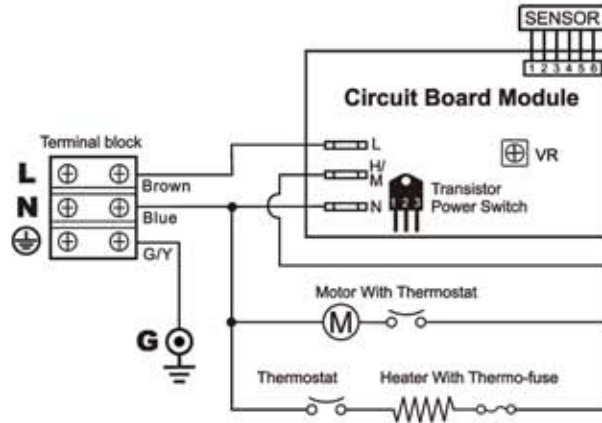 SENSOR
1 2 3 4 5 6
Circuit Board Module
Terminal block
L
N
Brown
Blue
G/Y
L
H/
M
N
1 2 3
Transistor
Power Switch
VR
G
Motor With Thermostat
M
Thermostat
Heater With Thermo-fuse